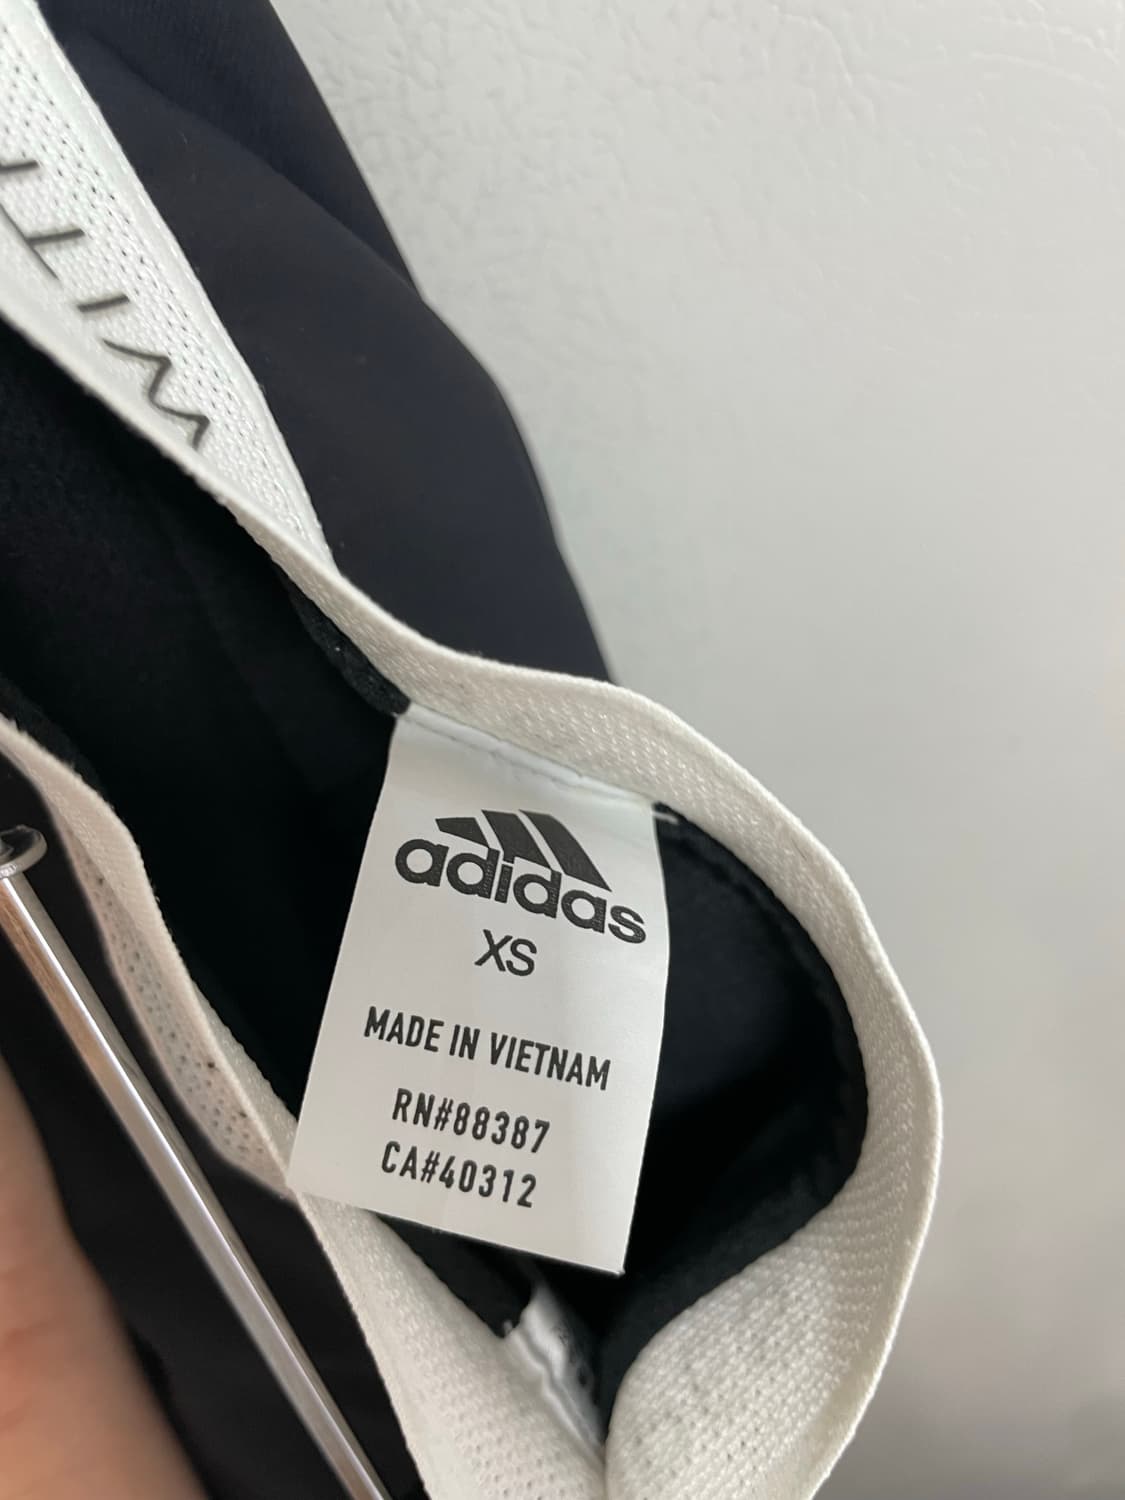 adidas
XS
MADE IN VIETNAM
RN#88387
CA#40312